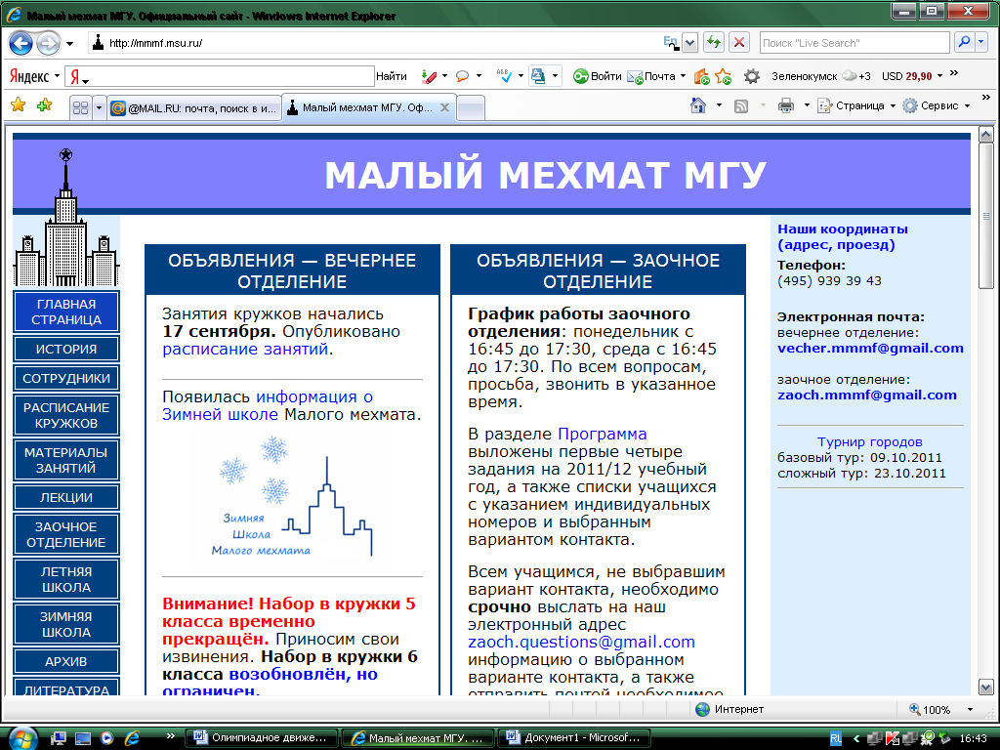 Малый мехмат МГУ. Официальный сайт - Windows Internet Explorer
http://mmmf.msu.ru/
En
Поиск "Live Search"
Яндекс
Я
Найти
Войти
Почта
Зеленокумск
+3
USD 29,90
@MAIL.RU: почта, поиск в и...
Малый мехмат МГУ. Оф...
Страница
Сервис
МАЛЫЙ МЕХМАТ МГУ
ГЛАВНАЯ
СТРАНИЦА
ИСТОРИЯ
СОТРУДНИКИ
РАСПИСАНИЕ
КРУЖКОВ
МАТЕРИАЛЫ
ЗАНЯТИЙ
ЛЕКЦИИ
ЗАОЧНОЕ
ОТДЕЛЕНИЕ
ЛЕТНЯЯ
ШКОЛА
ЗИМНЯЯ
ШКОЛА
АРХИВ
ЛИТЕРАТУРА
ОБЪЯВЛЕНИЯ — ВЕЧЕРНЕЕ
ОТДЕЛЕНИЕ
Занятия кружков начались
17 сентября. Опубликовано
расписание занятий.
Появилась информация о
Зимней школе Малого мехмата.
Зимняя
Школа
Малого мехмата
Внимание! Набор в кружки 5
класса временно
прекращён. Приносим свои
извинения. Набор в кружки 6
класса возобновлён, но
ограничен.
ОБЪЯВЛЕНИЯ — ЗАОЧНОЕ
ОТДЕЛЕНИЕ
График работы заочного
отделения: понедельник с
16:45 до 17:30, среда с 16:45
до 17:30. По всем вопросам,
просьба, звонить в указанное
время.
В разделе Программа
выложены первые четыре
задания на 2011/12 учебный
год, а также списки учащихся
с указанием индивидуальных
номеров и выбранным
вариантом контакта.
Всем учащимся, не выбравшим
вариант контакта, необходимо
срочно выслать на наш
электронный адрес
zaoch.questions@gmail.com
информацию о выбранном
варианте контакта, а также
отправить почтой необходимое
Наши координаты
(адрес, проезд)
Телефон:
(495) 939 39 43
Электронная почта:
вечернее отделение:
vecher.mmmf@gmail.com
заочное отделение:
zaoch.mmmf@gmail.com
Турнир городов
базовый тур: 09.10.2011
сложный тур: 23.10.2011
Интернет
100%
Олимпиадное движе...
Малый мехмат МГУ. ...
Документ1 - Microsof...
RL
16:43